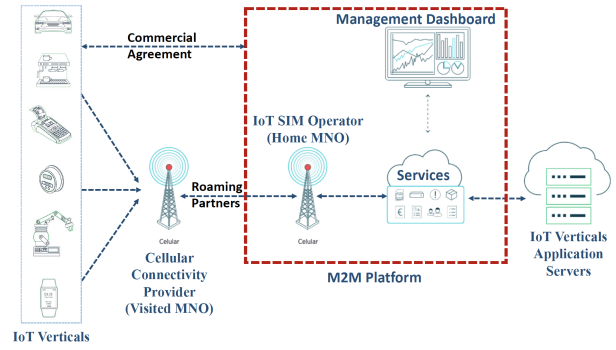 Management Dashboard
Commercial
Agreement
IoT SIM Operator
(Home MNO)
Services
Roaming
Partners
Celular
Celular
Cellular
Connectivity
Provider
(Visited MNO)
IoT Verticals
Application
Servers
M2M Platform
IoT Verticals